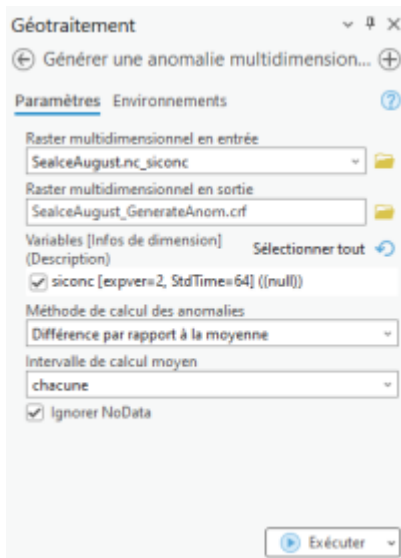 Géotraitement
Générer une anomalie multidimension...
Paramètres Environnements
Raster multidimensionnel en entrée
SeaIceAugust.nc_siconc
Raster multidimensionnel en sortie
SeaIceAugust_GenerateAnom.crf
Variables [Infos de dimension]
(Description)
Sélectionner tout
siconc [expver=2, StdTime=64] ((null))
Méthode de calcul des anomalies
Différence par rapport à la moyenne
Intervalle de calcul moyen
chacune
Ignorer NoData
Exécuter